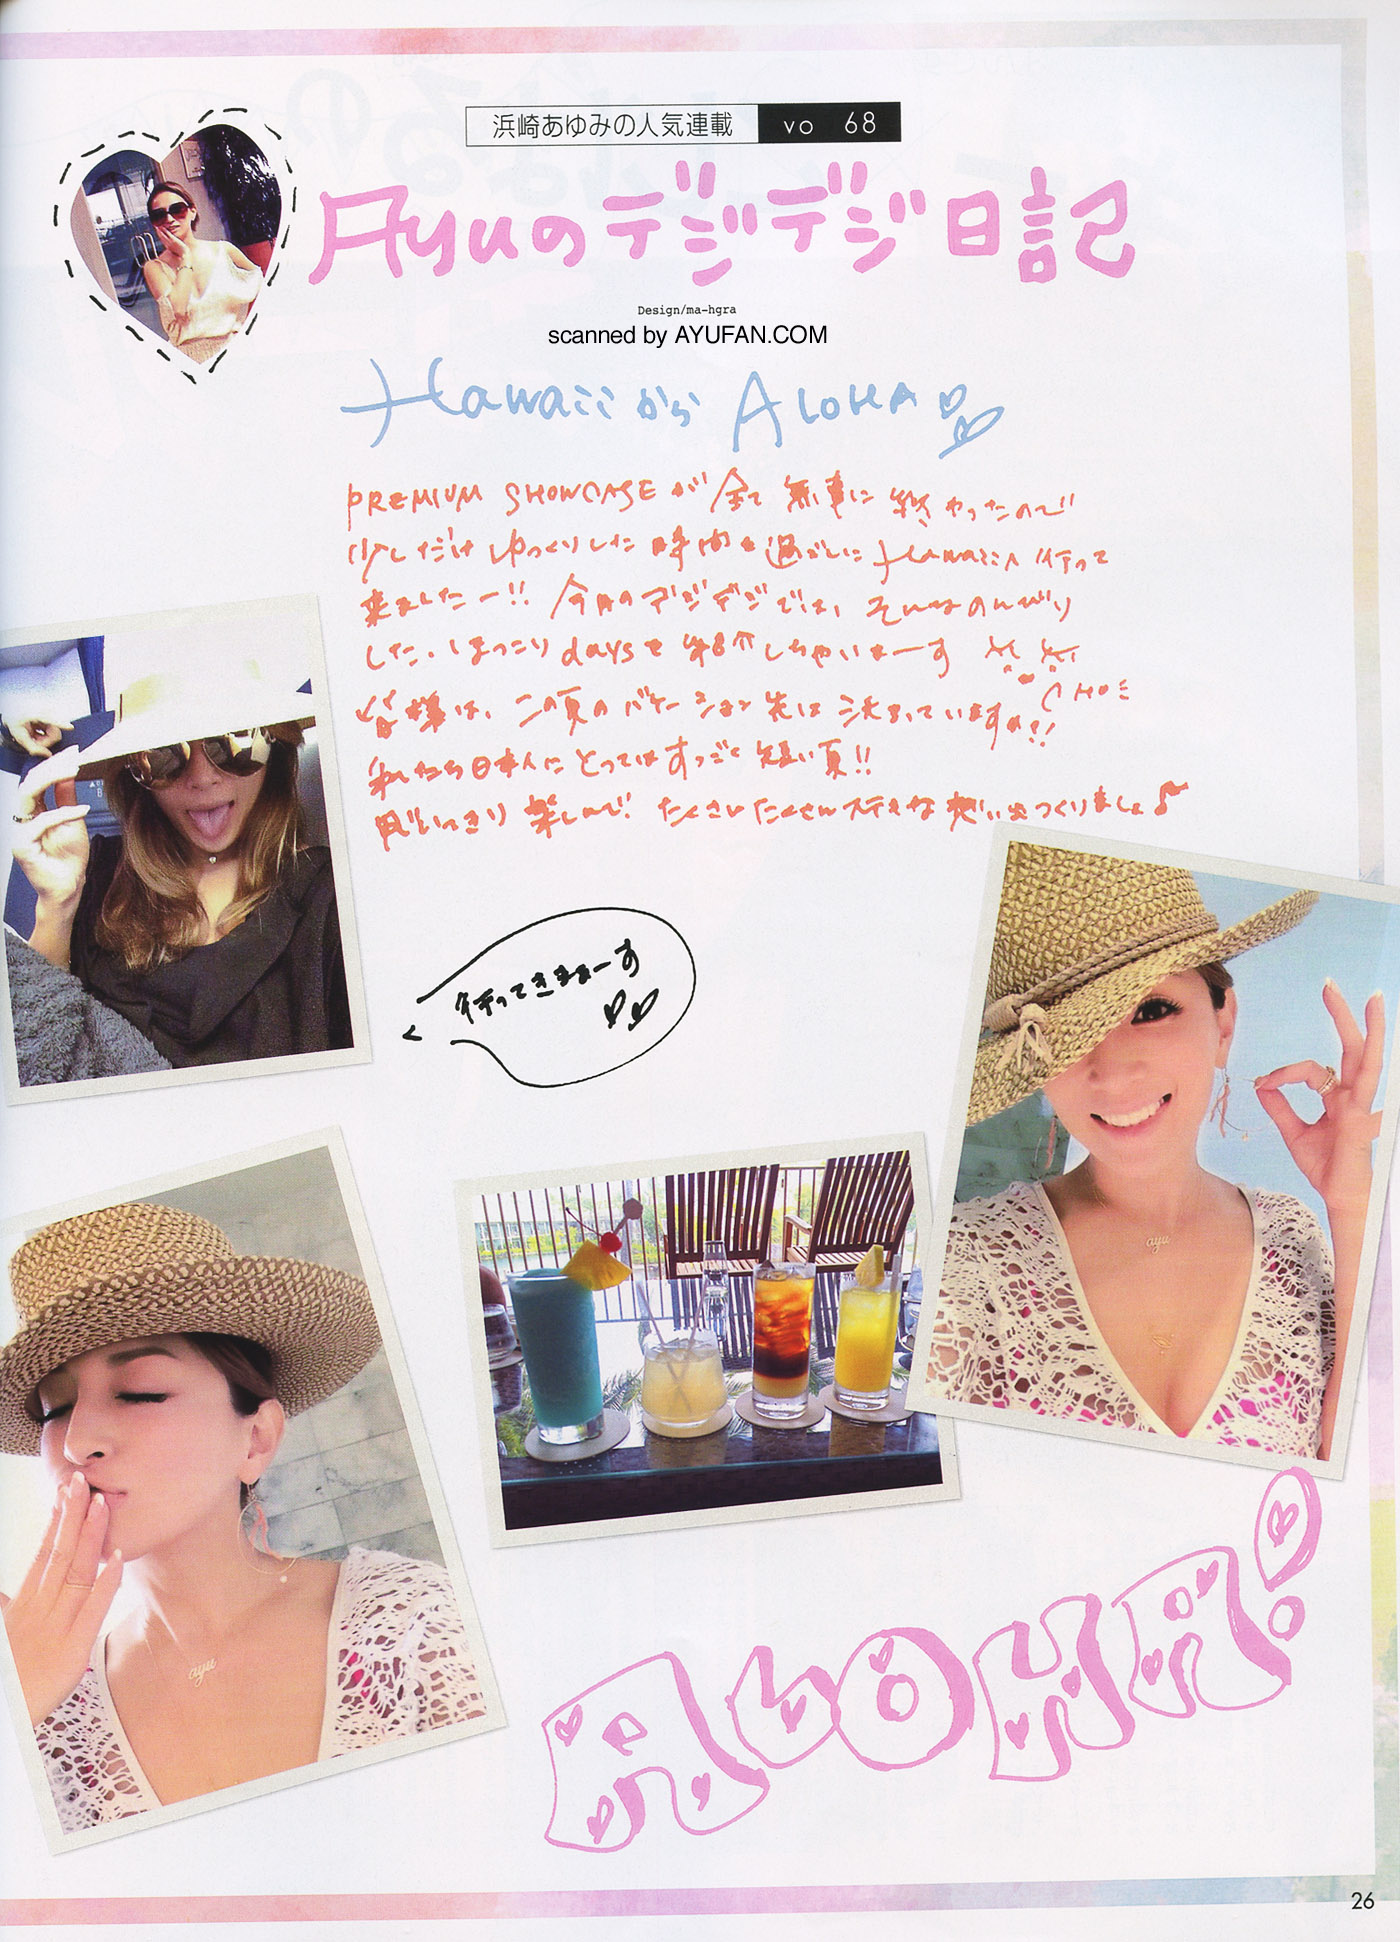 浜崎あゆみの人気連載 vo 68
Ayuのデジデジ日記
Design/ma-hgra
scanned by AYUFAN.COM
HawaiiからALOHA
PREMIUM SHOWCASEが全て無事に終わったので
少しだけゆっくりした時間を過ごしにHawaiiへ行って
来ましたー!! 今月のデジデジでは、そんなのんびり
した、ほっこりdaysを紹介しちゃいまーす
CHOE
皆様は、この夏のバケーション先は決まっていますか!!
私たち日本人にとってはすっごく短い夏!!
思いっきり楽しんで たくさんたくさんステキな想い出つくりましょ♪
行ってきまぁーす
ayu
ayu
ALOHA!
26